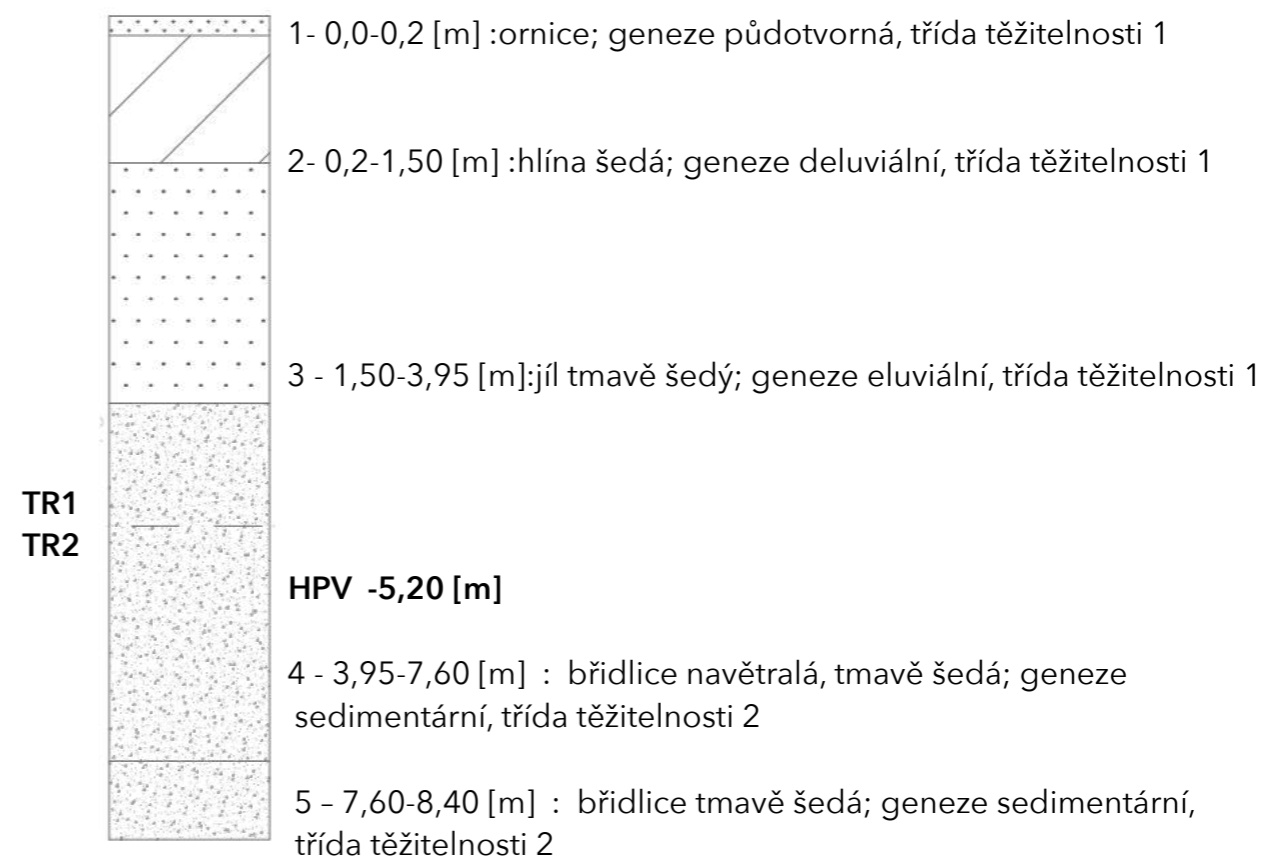 1- 0,0-0,2 [m] :ornice; geneze půdotvorná, třída těžitelnosti 1
2- 0,2-1,50 [m] :hlína šedá; geneze deluviální, třída těžitelnosti 1
3 - 1,50-3,95 [m]:jíl tmavě šedý; geneze eluviální, třída těžitelnosti 1
TR1
TR2
HPV -5,20 [m]
4 - 3,95-7,60 [m] : břidlice navětralá, tmavě šedá; geneze
sedimentární, třída těžitelnosti 2
5 – 7,60-8,40 [m] : břidlice tmavě šedá; geneze sedimentární,
třída těžitelnosti 2